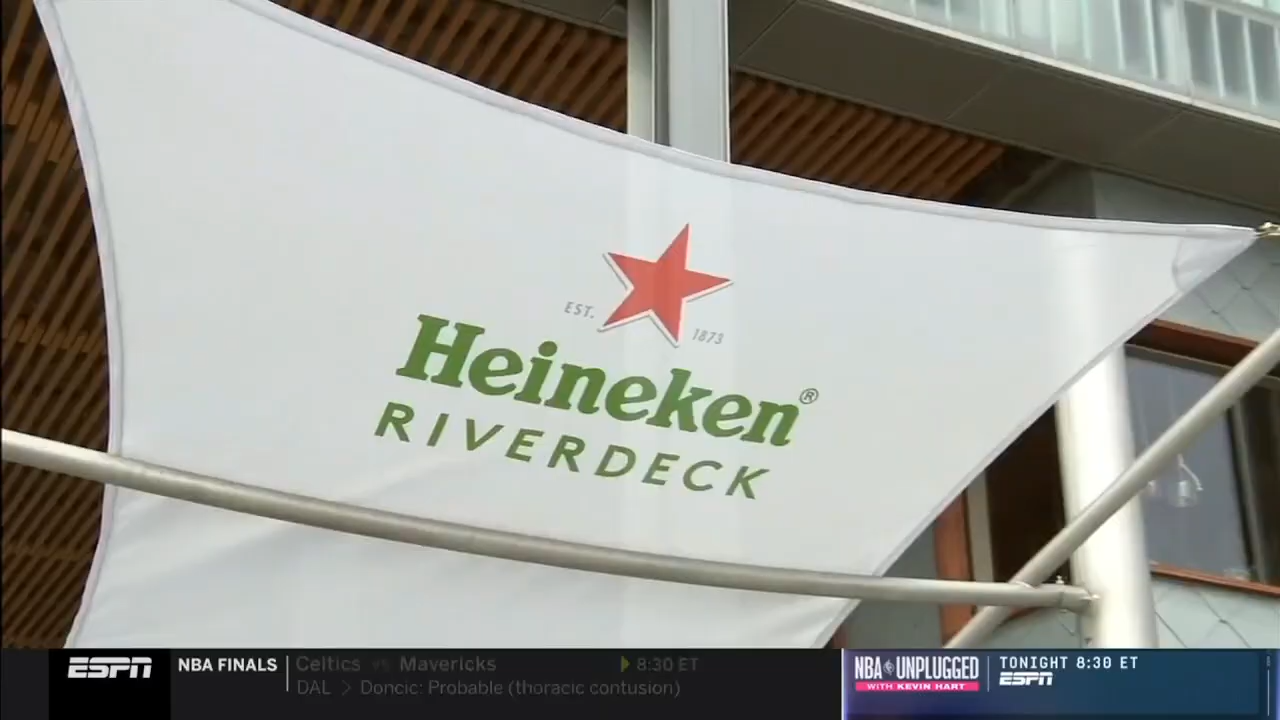 EST. 1873
Heineken®
RIVERDECK
ESPN
NBA FINALS
Celtics vs Mavericks 8:30 ET
DAL > Doncic: Probable (thoracic contusion)
NBA UNPLUGGED
WITH KEVIN HART
TONIGHT 8:30 ET
ESPN